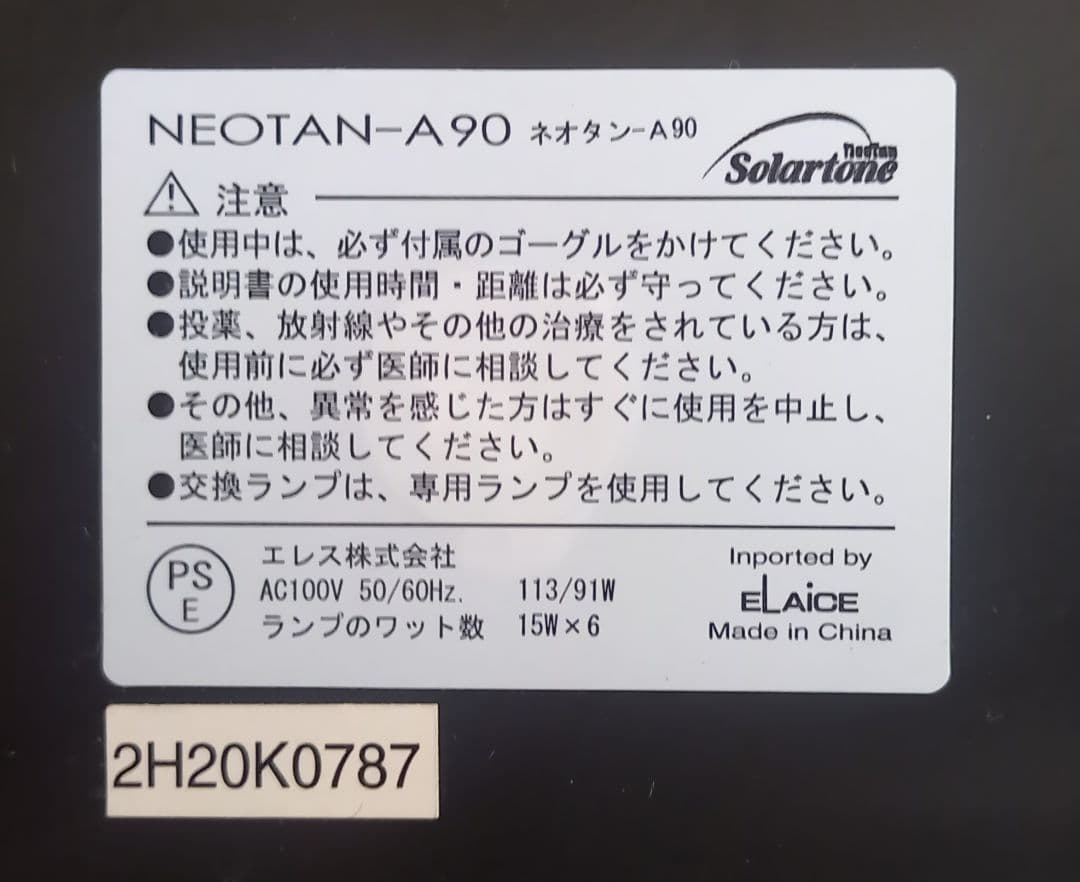 NEOTAN-A90 ネオタン-A90
NeoTan
Solartone
注意
●使用中は、必ず付属のゴーグルをかけてください。
●説明書の使用時間・距離は必ず守ってください。
●投薬、放射線やその他の治療をされている方は、
使用前に必ず医師に相談してください。
●その他、異常を感じた方はすぐに使用を中止し、
医師に相談してください。
●交換ランプは、専用ランプを使用してください。
PS
E
エレス株式会社
AC100V 50/60Hz. 113/91W
ランプのワット数 15W×6
Inported by
ELAiCE
Made in China
2H20K0787